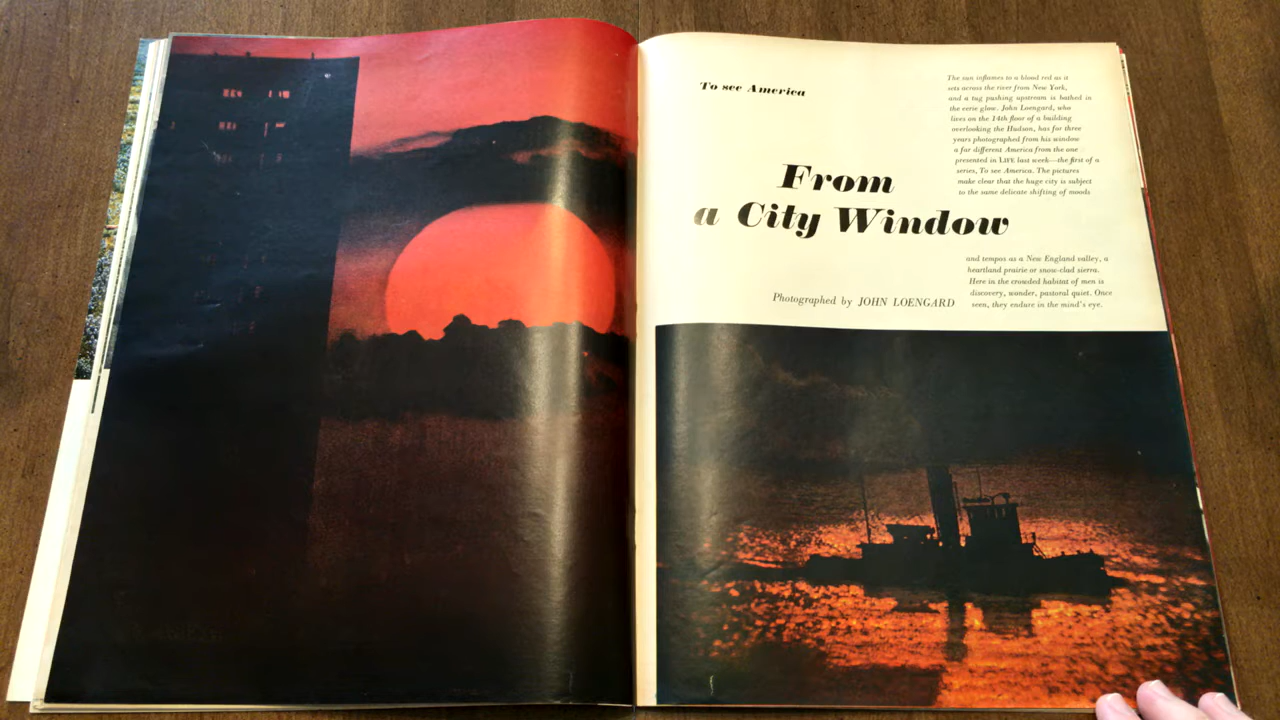 To see America
From
a City Window
Photographed by JOHN LOENGARD
The sun inflames to a blood red as it
sets across the river from New York,
and a tug pushing upstream is bathed in
the eerie glow. John Loengard, who
lives on the 14th floor of a building
overlooking the Hudson, has for three
years photographed from his window
a far different America from the one
presented in LIFE last week—the first of a
series, To see America. The pictures
make clear that the huge city is subject
to the same delicate shifting of moods
and tempos as a New England valley, a
heartland prairie or snow-clad sierra.
Here in the crowded habitat of men is
discovery, wonder, pastoral quiet. Once
seen, they endure in the mind's eye.